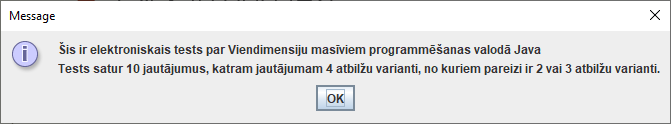 Message
Šis ir elektroniskais tests par Viendimensiju masīviem programmēšanas valodā Java
Tests satur 10 jautājumus, katram jautājumam 4 atbilžu varianti, no kuriem pareizi ir 2 vai 3 atbilžu varianti.
OK